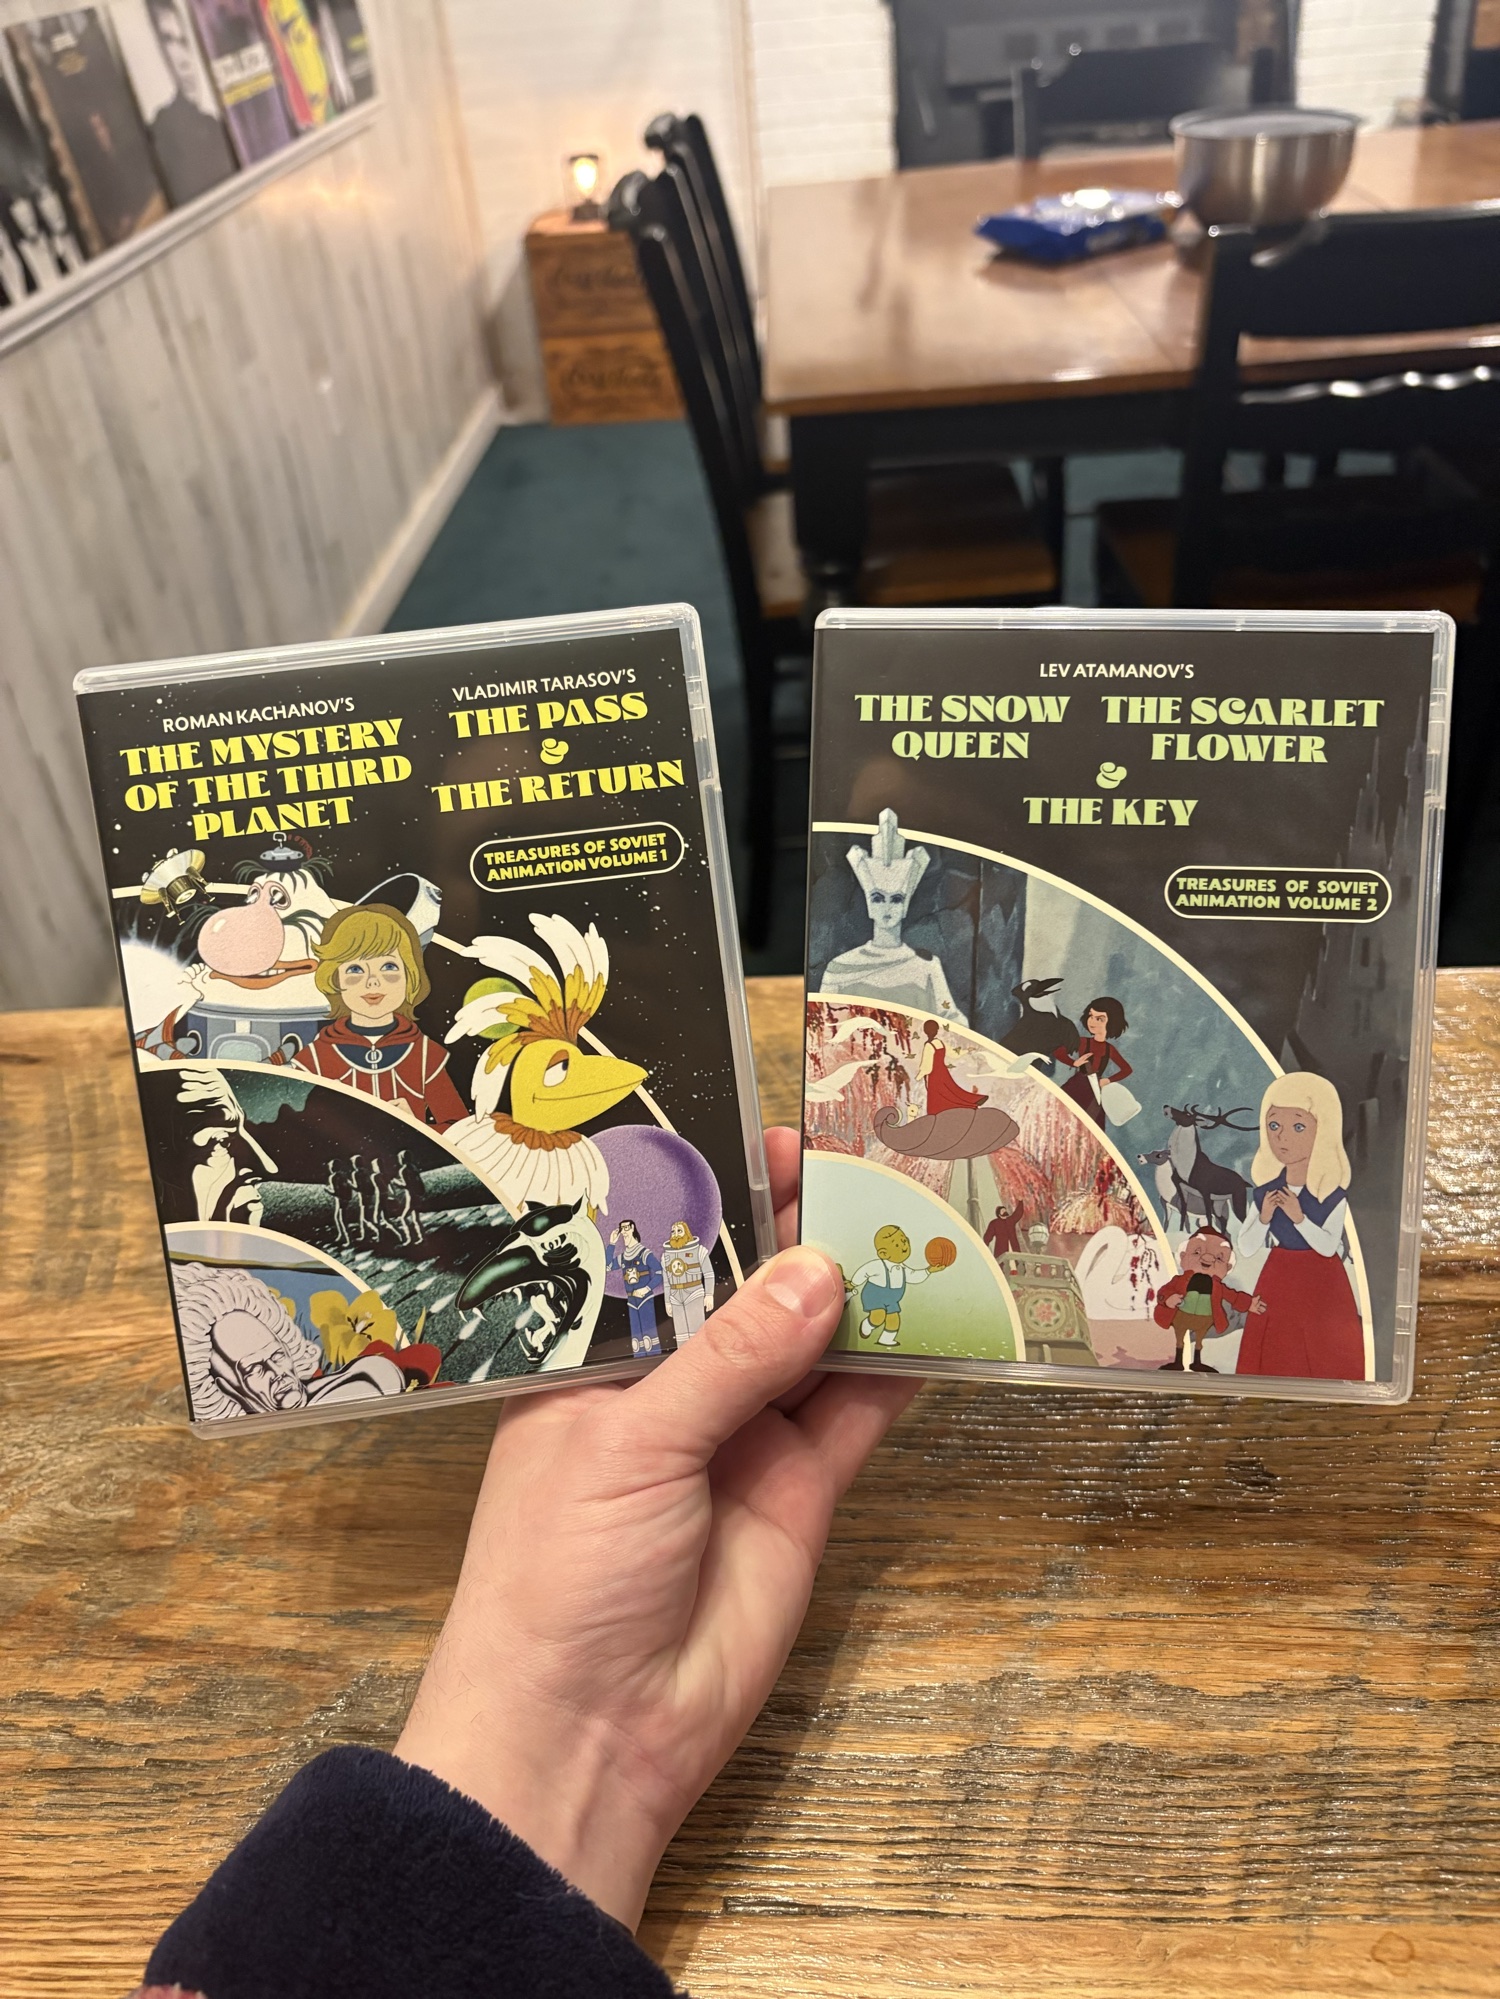 ROMAN KACHANOV'S
THE MYSTERY
OF THE THIRD
PLANET
VLADIMIR TARASOV'S
THE PASS
&
THE RETURN
TREASURES OF SOVIET
ANIMATION VOLUME 1
LEV ATAMANOV'S
THE SNOW
QUEEN
THE SCARLET
FLOWER
&
THE KEY
TREASURES OF SOVIET
ANIMATION VOLUME 2